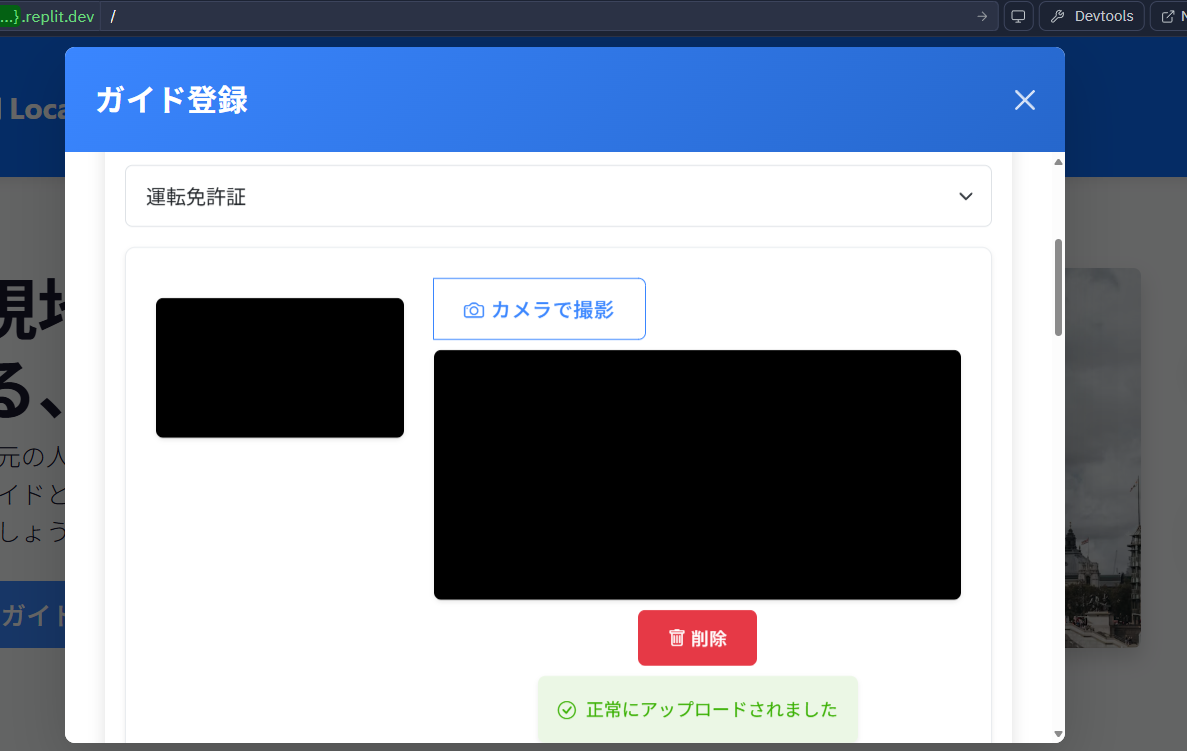 ...}.replit.dev /
Devtools
Loca
ガイド登録
運転免許証
カメラで撮影
現地
る、
元の人
イドと
しょう
ガイド
削除
正常にアップロードされました